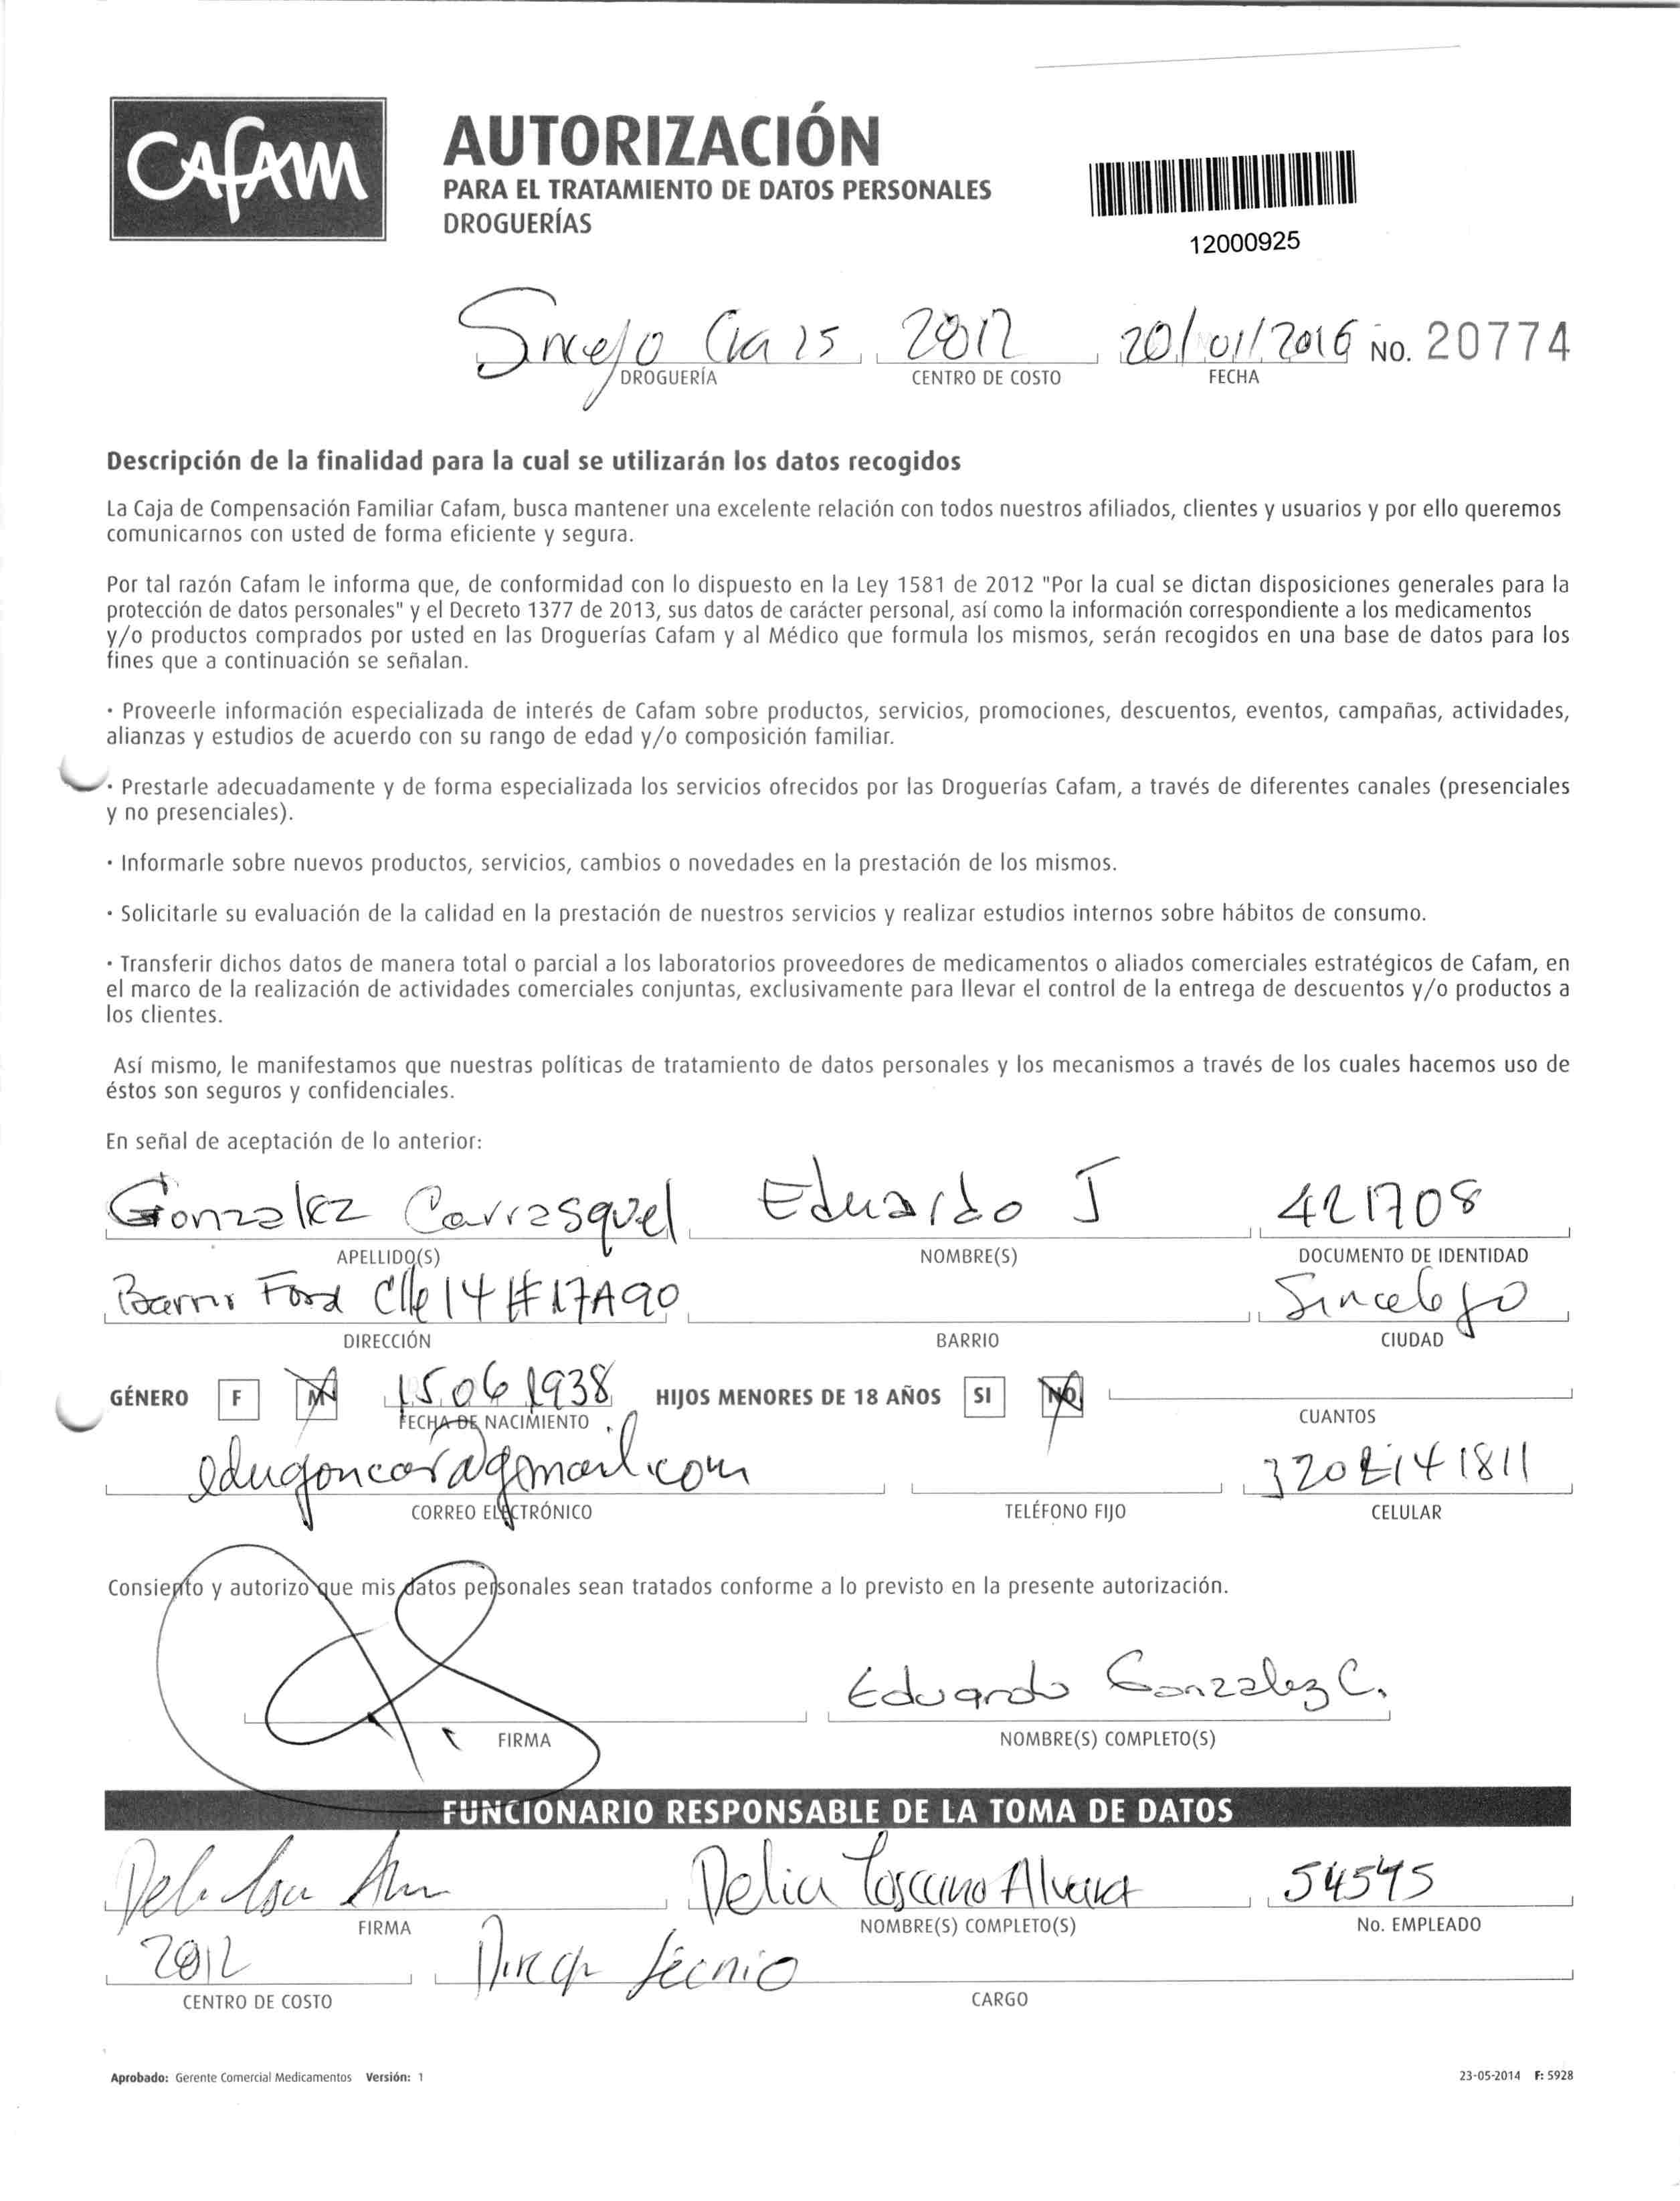 CAFAM
AUTORIZACIÓN
PARA EL TRATAMIENTO DE DATOS PERSONALES
DROGUERÍAS
12000925
Sncejo Cra 25 2012 20/01/2016 NO. 20774
DROGUERÍA CENTRO DE COSTO FECHA
Descripción de la finalidad para la cual se utilizarán los datos recogidos
La Caja de Compensación Familiar Cafam, busca mantener una excelente relación con todos nuestros afiliados, clientes y usuarios y por ello queremos
comunicarnos con usted de forma eficiente y segura.
Por tal razón Cafam le informa que, de conformidad con lo dispuesto en la Ley 1581 de 2012 "Por la cual se dictan disposiciones generales para la
protección de datos personales" y el Decreto 1377 de 2013, sus datos de carácter personal, así como la información correspondiente a los medicamentos
y/o productos comprados por usted en las Droguerías Cafam y al Médico que formula los mismos, serán recogidos en una base de datos para los
fines que a continuación se señalan.
· Proveerle información especializada de interés de Cafam sobre productos, servicios, promociones, descuentos, eventos, campañas, actividades,
alianzas y estudios de acuerdo con su rango de edad y/o composición familiar.
· Prestarle adecuadamente y de forma especializada los servicios ofrecidos por las Droguerías Cafam, a través de diferentes canales (presenciales
y no presenciales).
· Informarle sobre nuevos productos, servicios, cambios o novedades en la prestación de los mismos.
· Solicitarle su evaluación de la calidad en la prestación de nuestros servicios y realizar estudios internos sobre hábitos de consumo.
· Transferir dichos datos de manera total o parcial a los laboratorios proveedores de medicamentos o aliados comerciales estratégicos de Cafam, en
el marco de la realización de actividades comerciales conjuntas, exclusivamente para llevar el control de la entrega de descuentos y/o productos a
los clientes.
Así mismo, le manifestamos que nuestras políticas de tratamiento de datos personales y los mecanismos a través de los cuales hacemos uso de
éstos son seguros y confidenciales.
En señal de aceptación de lo anterior:
Gonzalez Carrasquel Eduardo J 421708
APELLIDO(S) NOMBRE(S) DOCUMENTO DE IDENTIDAD
Barrio Ford Clle 14 # 17A90 Sincelejo
DIRECCIÓN BARRIO CIUDAD
GÉNERO F M 15 06 1938 HIJOS MENORES DE 18 AÑOS SI NO
FECHA DE NACIMIENTO CUANTOS
edugoncar@gmail.com
CORREO ELECTRÓNICO TELÉFONO FIJO CELULAR
Consiento y autorizo que mis datos personales sean tratados conforme a lo previsto en la presente autorización.
Eduardo Gonzalez C.
FIRMA NOMBRE(S) COMPLETO(S)
FUNCIONARIO RESPONSABLE DE LA TOMA DE DATOS
Delia Toscano Alvarez 54545
FIRMA NOMBRE(S) COMPLETO(S) No. EMPLEADO
2012 Técnio
CENTRO DE COSTO CARGO
Aprobado: Gerente Comercial Medicamentos Versión: 1 23-05-2014 F: 5928